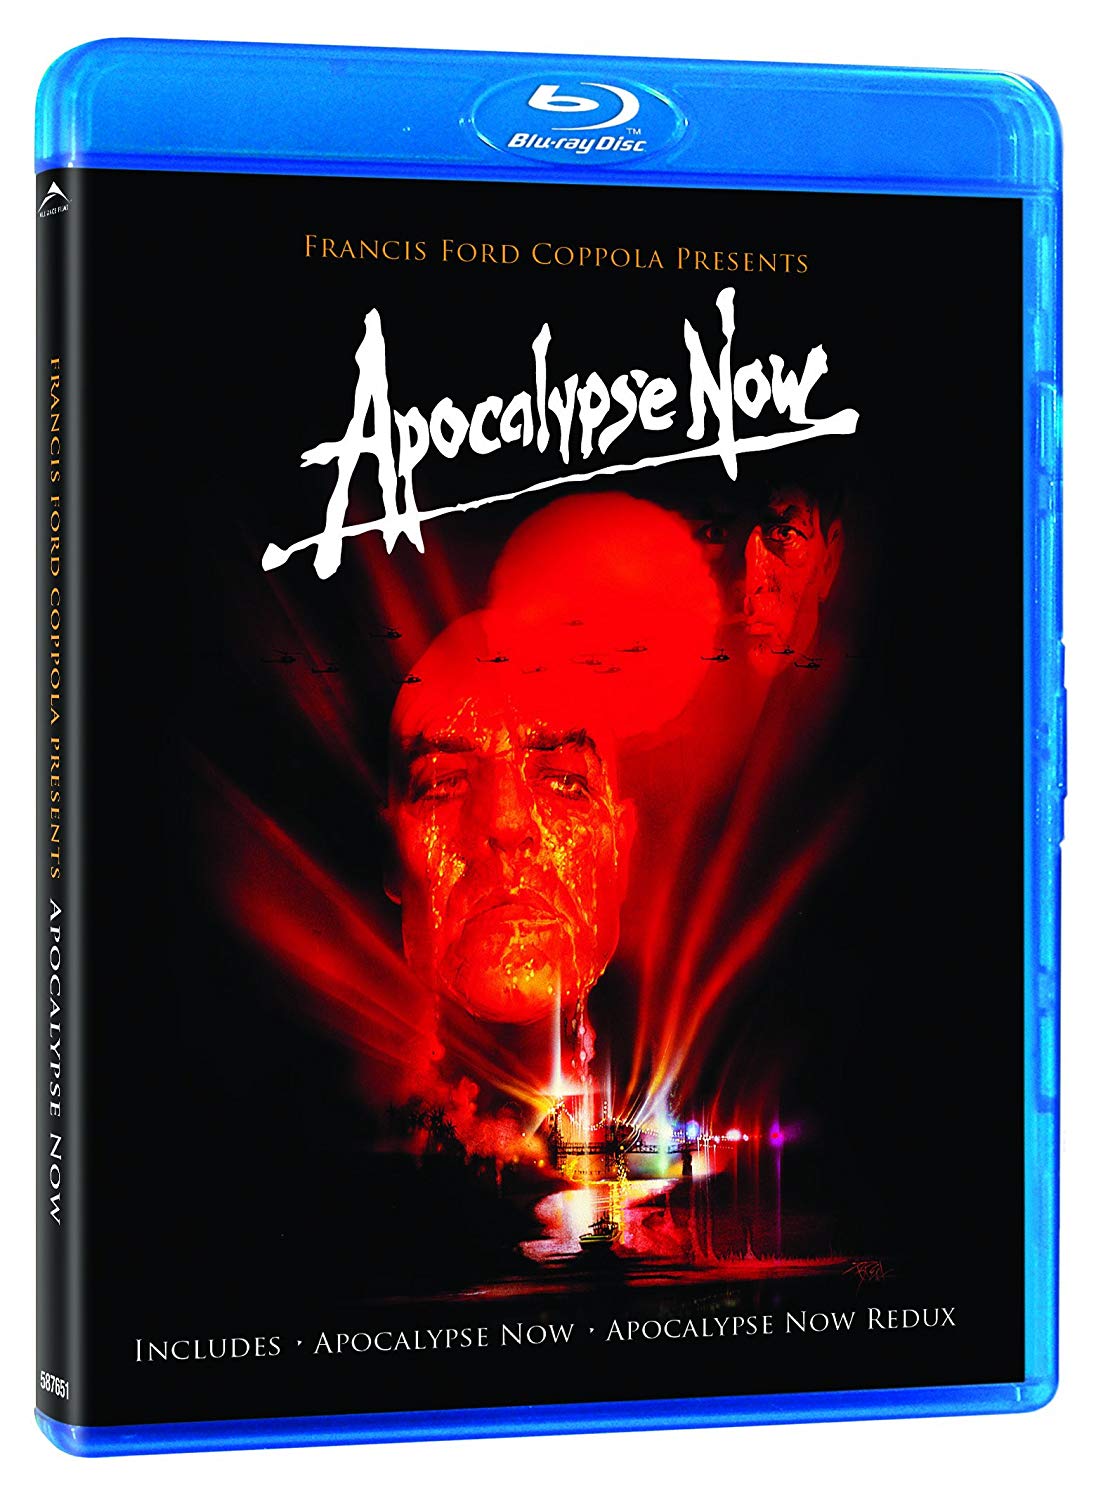 Blu-ray Disc
TM
FRANCIS FORD COPPOLA PRESENTS
Apocalypse Now
INCLUDES · APOCALYPSE NOW · APOCALYPSE NOW REDUX
FRANCIS FORD COPPOLA PRESENTS APOCALYPSE NOW
587651